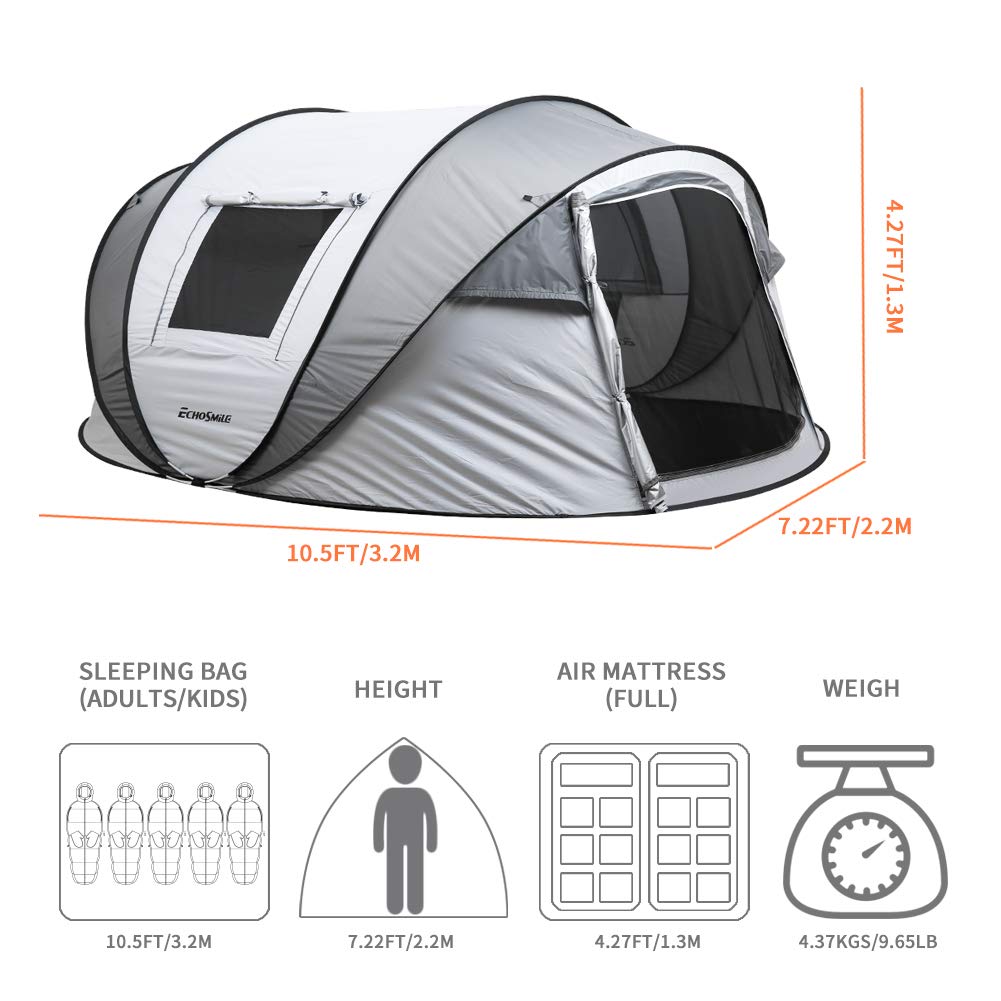 ECHOSMILE
4.27FT/1.3M
7.22FT/2.2M
10.5FT/3.2M
SLEEPING BAG
(ADULTS/KIDS)
HEIGHT
AIR MATTRESS
(FULL)
WEIGH
10.5FT/3.2M
7.22FT/2.2M
4.27FT/1.3M
4.37KGS/9.65LB